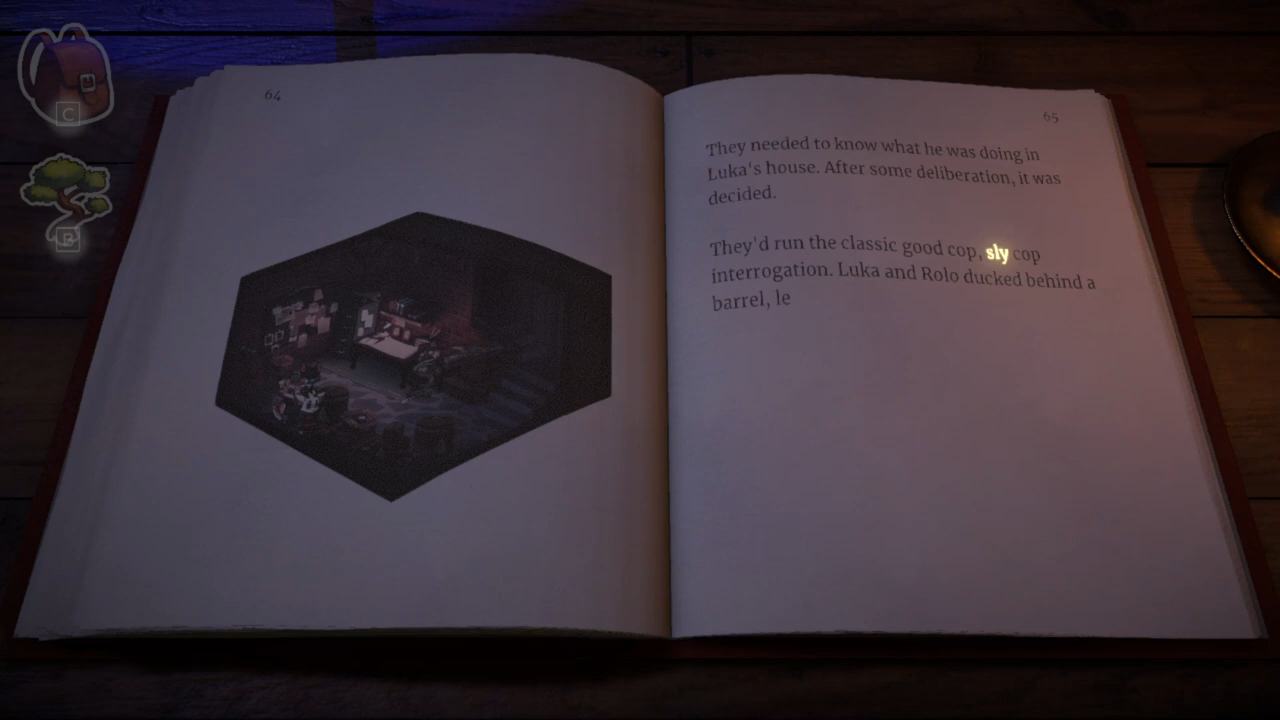 C
B
64
65
They needed to know what he was doing in
Luka's house. After some deliberation, it was
decided.
They'd run the classic good cop, sly cop
interrogation. Luka and Rolo ducked behind a
barrel, le